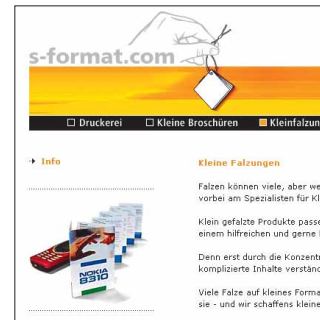 s-format.com
Druckerei Kleine Broschüren Kleinfalzun
Info
Kleine Falzungen
Falzen können viele, aber we
vorbei am Spezialisten für Kl
Klein gefalzte Produkte passe
einem hilfreichen und gerne
Denn erst durch die Konzentr
komplizierte Inhalte verständ
Viele Falze auf kleines Forma
sie - und wir schaffens kleine
NOKIA
8310